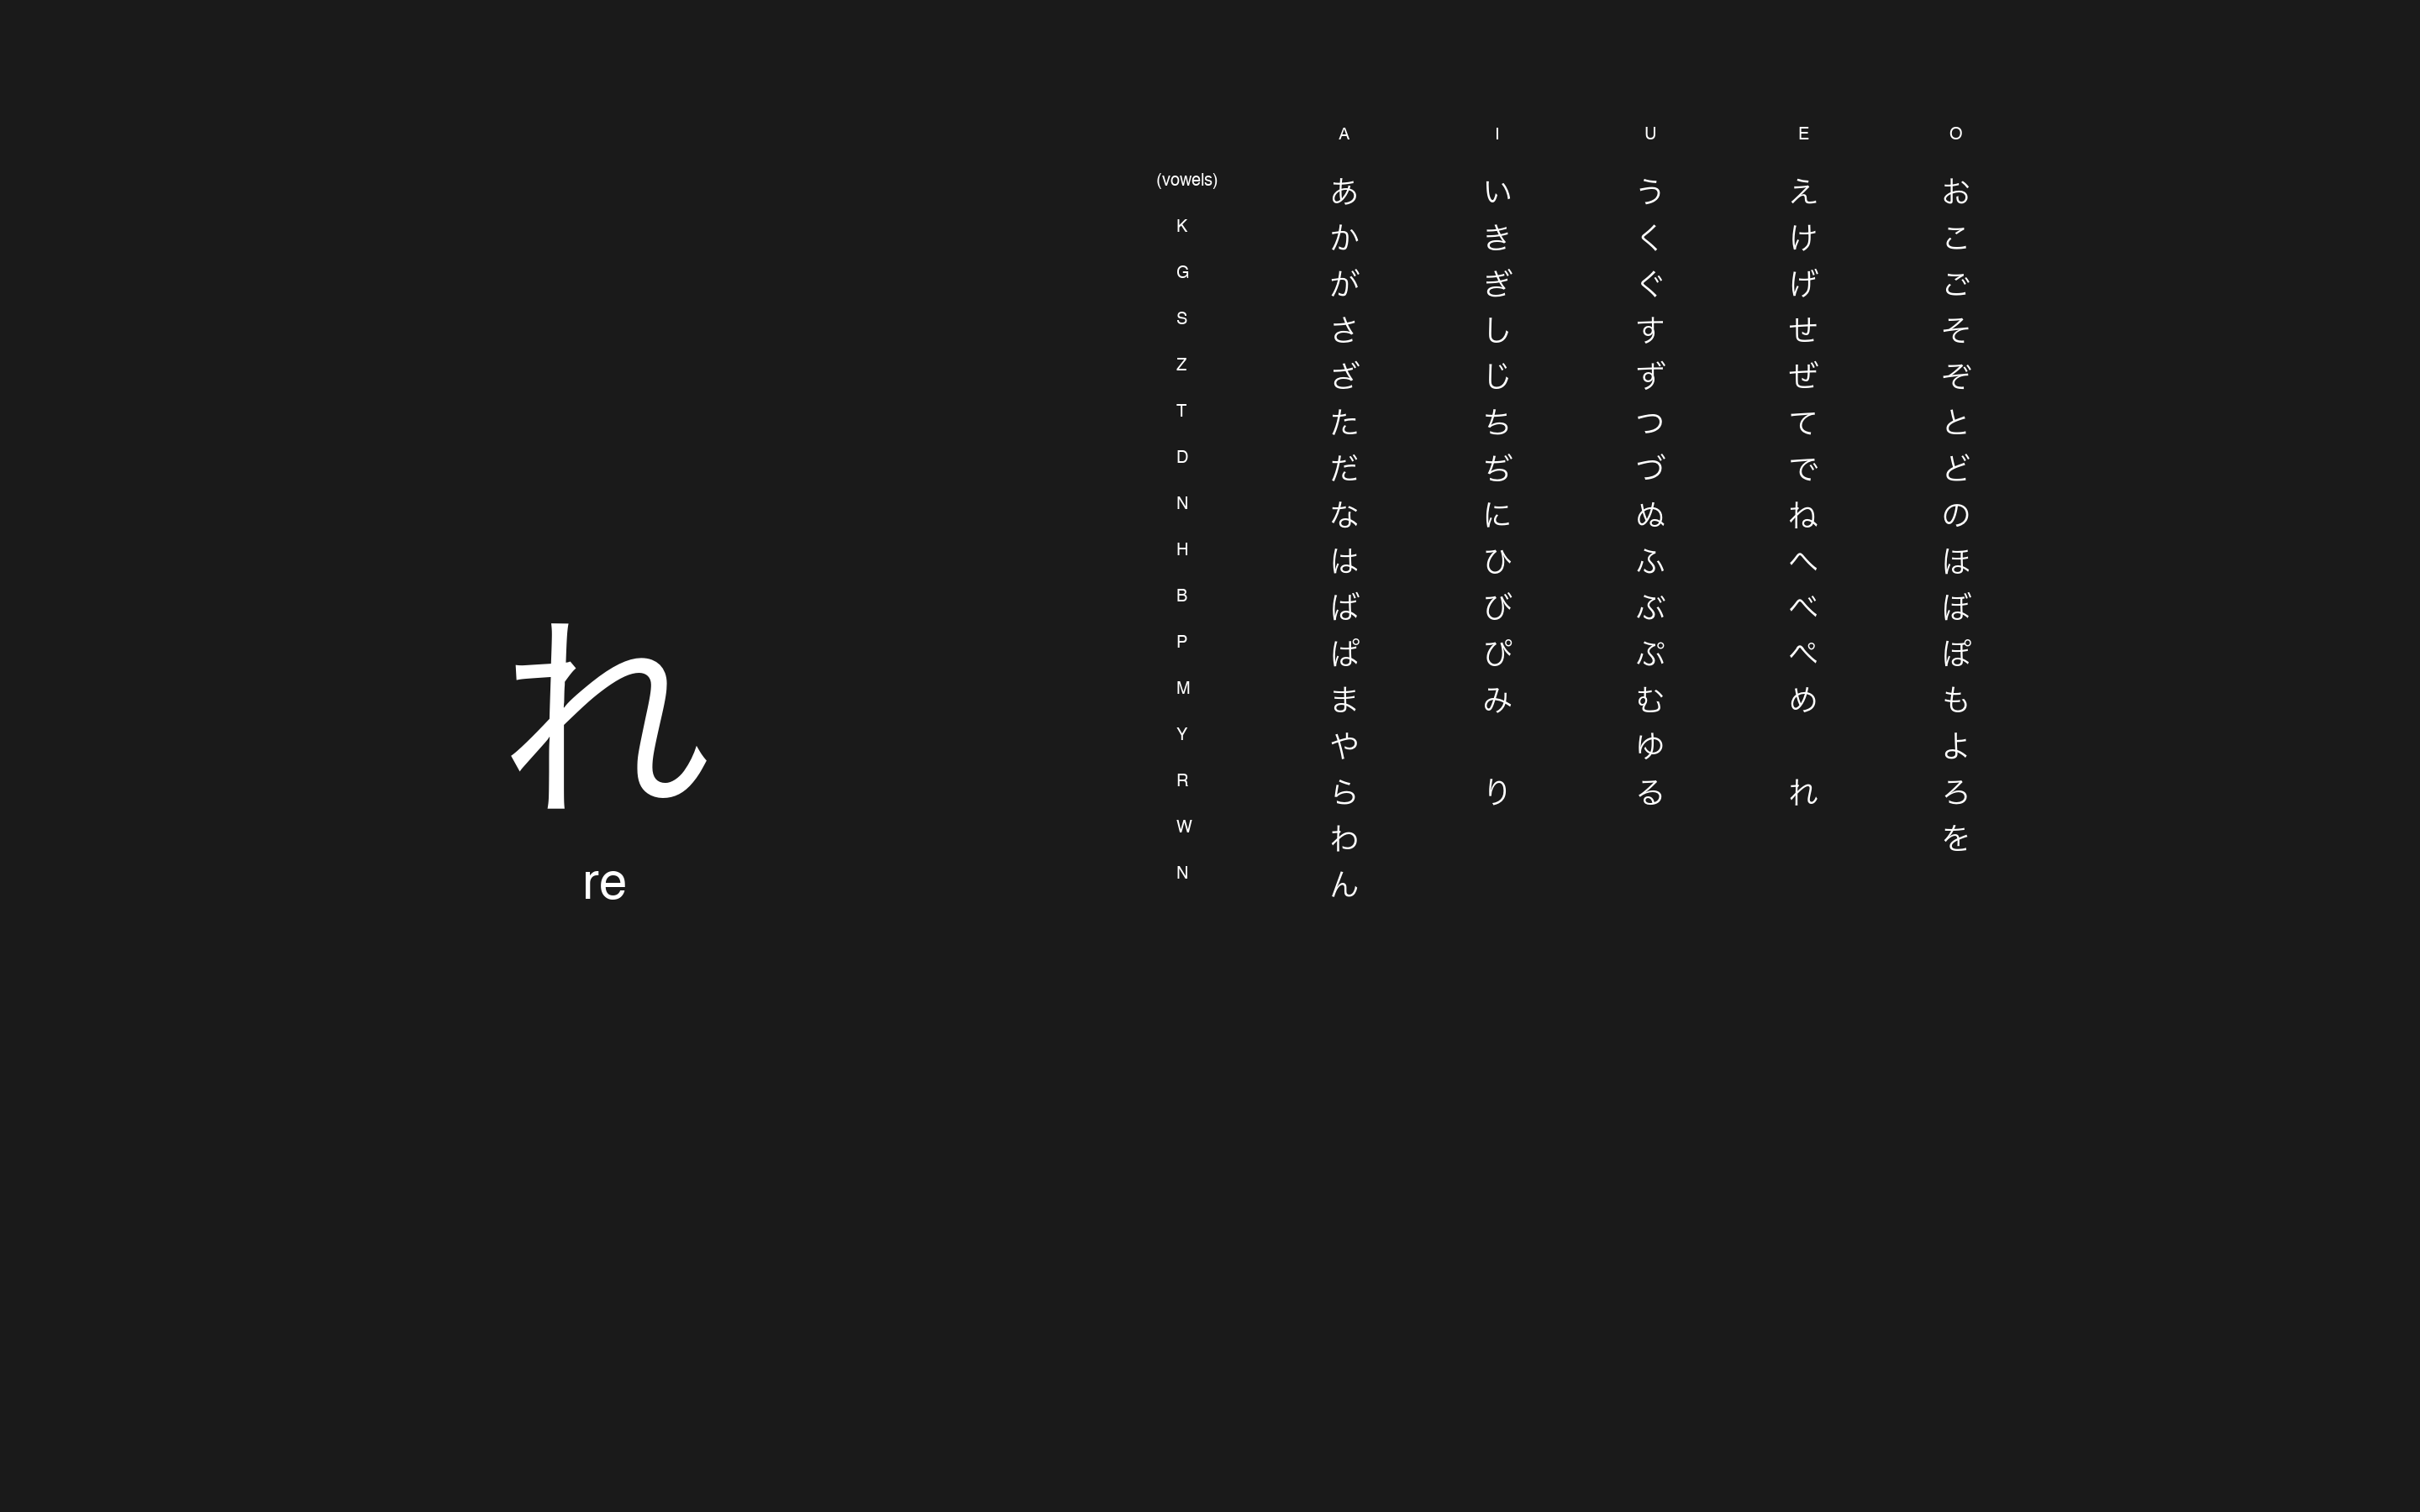 れ
re
A I U E O
(vowels) あ い う え お
K か き く け こ
G が ぎ ぐ げ ご
S さ し す せ そ
Z ざ じ ず ぜ ぞ
T た ち つ て と
D だ ぢ づ で ど
N な に ぬ ね の
H は ひ ふ へ ほ
B ば び ぶ べ ぼ
P ぱ ぴ ぷ ぺ ぽ
M ま み む め も
Y や ゆ よ
R ら り る れ ろ
W わ を
N ん